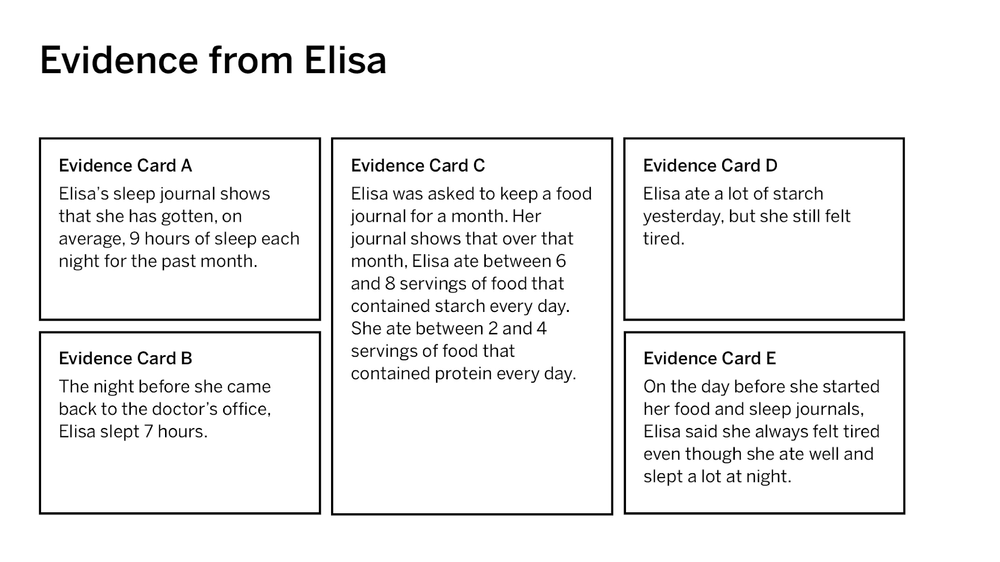 Evidence from Elisa
Evidence Card A
Elisa’s sleep journal shows
that she has gotten, on
average, 9 hours of sleep each
night for the past month.
Evidence Card B
The night before she came
back to the doctor’s office,
Elisa slept 7 hours.
Evidence Card C
Elisa was asked to keep a food
journal for a month. Her
journal shows that over that
month, Elisa ate between 6
and 8 servings of food that
contained starch every day.
She ate between 2 and 4
servings of food that
contained protein every day.
Evidence Card D
Elisa ate a lot of starch
yesterday, but she still felt
tired.
Evidence Card E
On the day before she started
her food and sleep journals,
Elisa said she always felt tired
even though she ate well and
slept a lot at night.